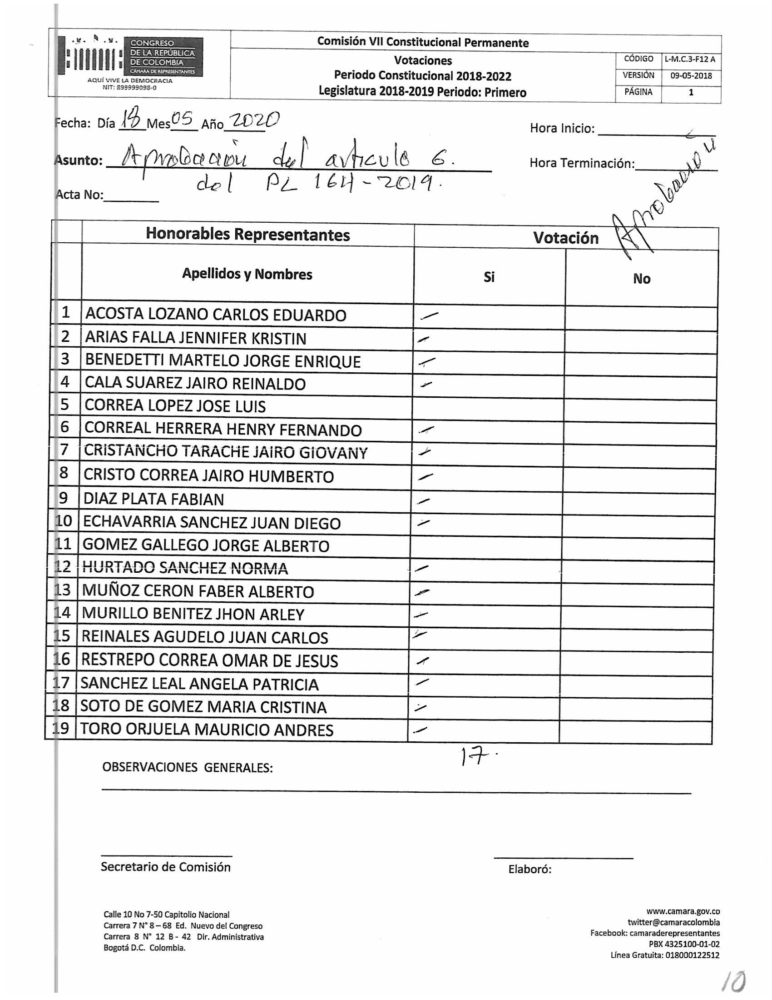 CONGRESO
DE LA REPÚBLICA
DE COLOMBIA
CÁMARA DE REPRESENTANTES
AQUÍ VIVE LA DEMOCRACIA
NIT: 899999098-0
Comisión VII Constitucional Permanente
Votaciones
Periodo Constitucional 2018-2022
Legislatura 2018-2019 Periodo: Primero
CÓDIGO L-M.C.3-F12 A
VERSIÓN 09-05-2018
PÁGINA 1
Fecha: Día 18 Mes 05 Año 2020
Hora Inicio:
Asunto: Aprobación del articulo 6.
Hora Terminación:
del PL 164-2019.
Acta No:
Aprobación
Honorables Representantes Votación
Apellidos y Nombres Si No
1 ACOSTA LOZANO CARLOS EDUARDO
2 ARIAS FALLA JENNIFER KRISTIN
3 BENEDETTI MARTELO JORGE ENRIQUE
4 CALA SUAREZ JAIRO REINALDO
5 CORREA LOPEZ JOSE LUIS
6 CORREAL HERRERA HENRY FERNANDO
7 CRISTANCHO TARACHE JAIRO GIOVANY
8 CRISTO CORREA JAIRO HUMBERTO
9 DIAZ PLATA FABIAN
10 ECHAVARRIA SANCHEZ JUAN DIEGO
11 GOMEZ GALLEGO JORGE ALBERTO
12 HURTADO SANCHEZ NORMA
13 MUÑOZ CERON FABER ALBERTO
14 MURILLO BENITEZ JHON ARLEY
15 REINALES AGUDELO JUAN CARLOS
16 RESTREPO CORREA OMAR DE JESUS
17 SANCHEZ LEAL ANGELA PATRICIA
18 SOTO DE GOMEZ MARIA CRISTINA
19 TORO ORJUELA MAURICIO ANDRES
17.
OBSERVACIONES GENERALES:
Secretario de Comisión
Elaboró:
Calle 10 No 7-50 Capitolio Nacional
Carrera 7 N° 8 – 68 Ed. Nuevo del Congreso
Carrera 8 N° 12 B - 42 Dir. Administrativa
Bogotá D.C. Colombia.
www.camara.gov.co
twitter@camaracolombia
Facebook: camaraderepresentantes
PBX 4325100-01-02
Línea Gratuita: 018000122512
10